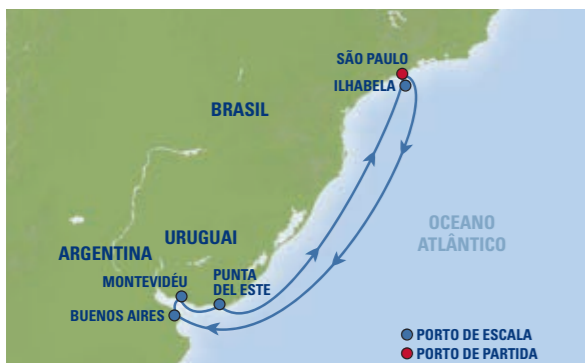 SÃO PAULO
ILHABELA
BRASIL
OCEANO
ATLÂNTICO
URUGUAI
ARGENTINA
MONTEVIDÉU
PUNTA
DEL ESTE
BUENOS AIRES
PORTO DE ESCALA
PORTO DE PARTIDA